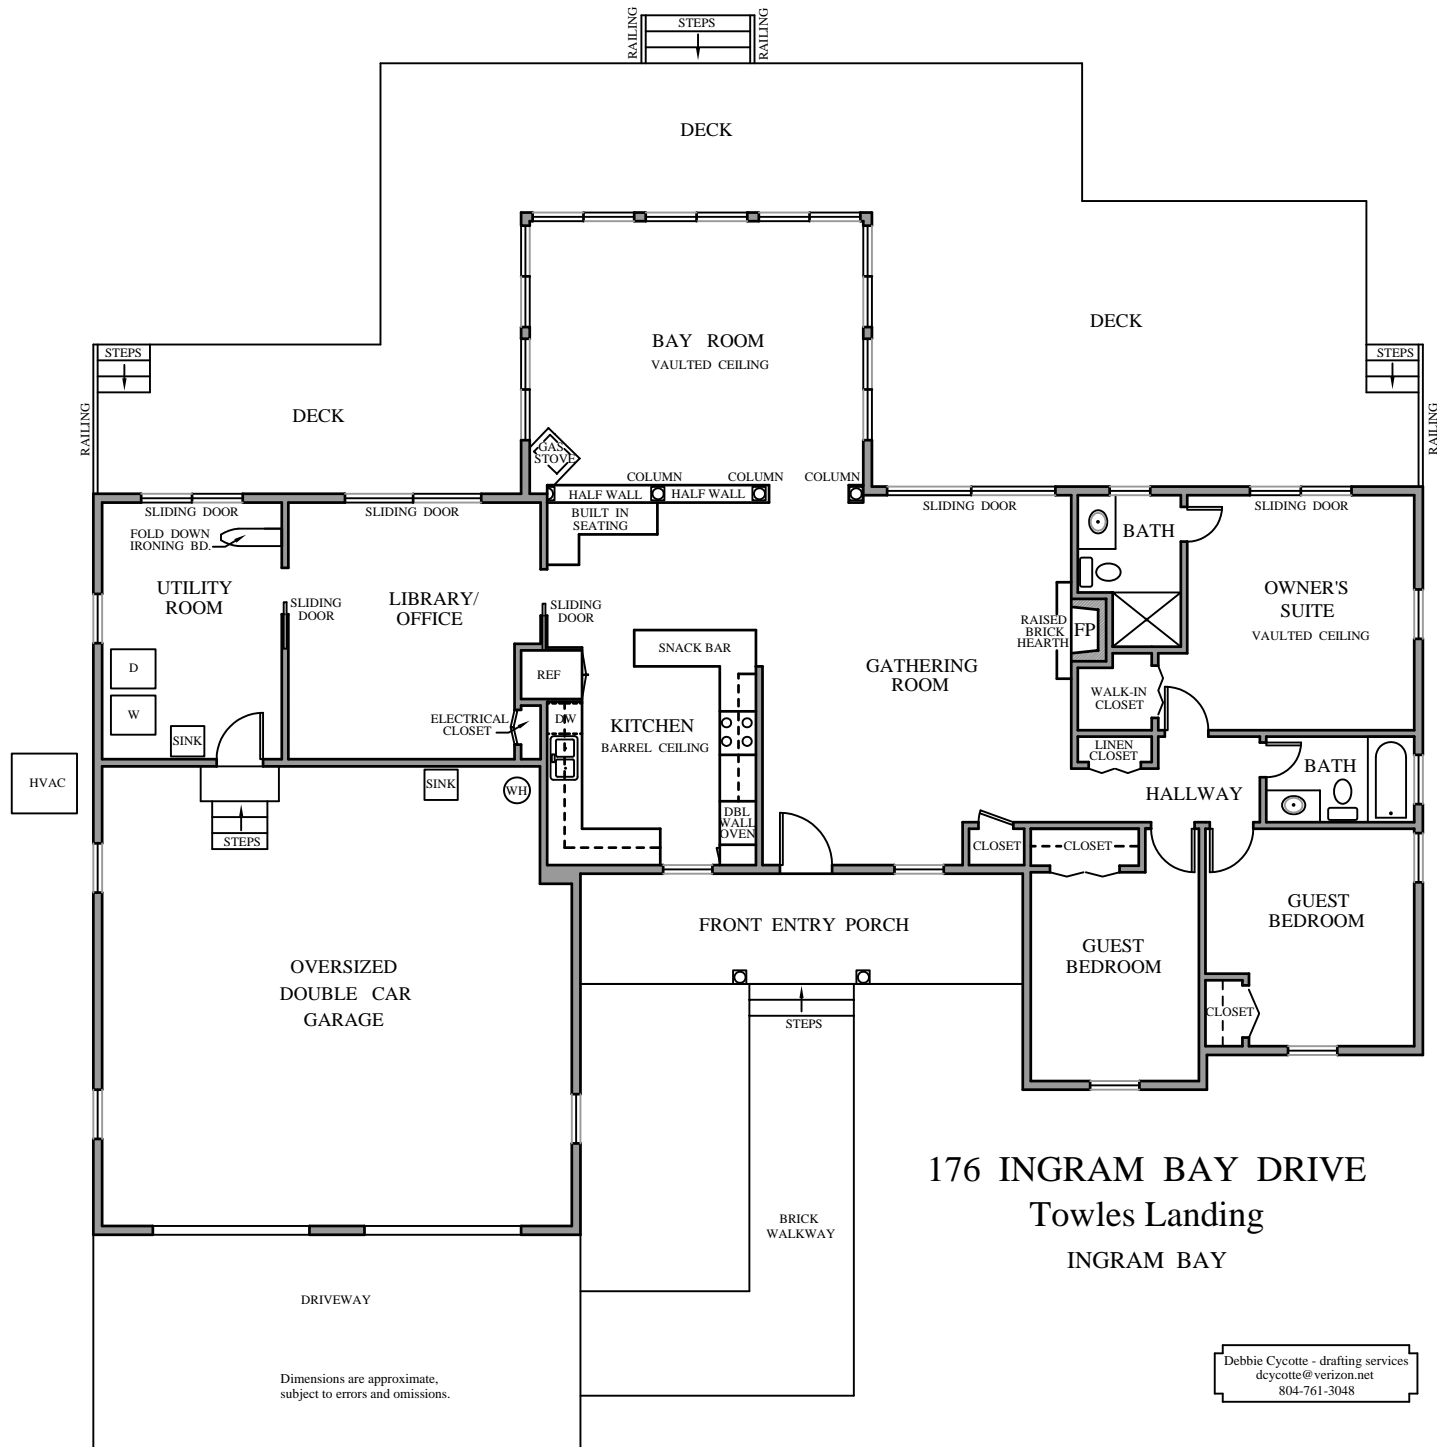 RAILING
STEPS
RAILING
DECK
BAY ROOM
VAULTED CEILING
DECK
STEPS
STEPS
DECK
RAILING
RAILING
GAS
STOVE
COLUMN
COLUMN
COLUMN
HALF WALL
HALF WALL
SLIDING DOOR
SLIDING DOOR
BUILT IN
SEATING
SLIDING DOOR
SLIDING DOOR
FOLD DOWN
IRONING BD.
BATH
UTILITY
ROOM
LIBRARY/
OFFICE
SLIDING
DOOR
SLIDING
DOOR
OWNER'S
SUITE
VAULTED CEILING
RAISED
BRICK
HEARTH
FP
SNACK BAR
GATHERING
ROOM
D
REF
WALK-IN
CLOSET
W
ELECTRICAL
CLOSET
DW
KITCHEN
BARREL CEILING
SINK
LINEN
CLOSET
BATH
HVAC
SINK
WH
HALLWAY
DBL
WALL
OVEN
STEPS
CLOSET
CLOSET
FRONT ENTRY PORCH
GUEST
BEDROOM
GUEST
BEDROOM
OVERSIZED
DOUBLE CAR
GARAGE
CLOSET
STEPS
176 INGRAM BAY DRIVE
Towles Landing
INGRAM BAY
BRICK
WALKWAY
DRIVEWAY
Dimensions are approximate,
subject to errors and omissions.
Debbie Cycotte - drafting services
dcycotte@verizon.net
804-761-3048